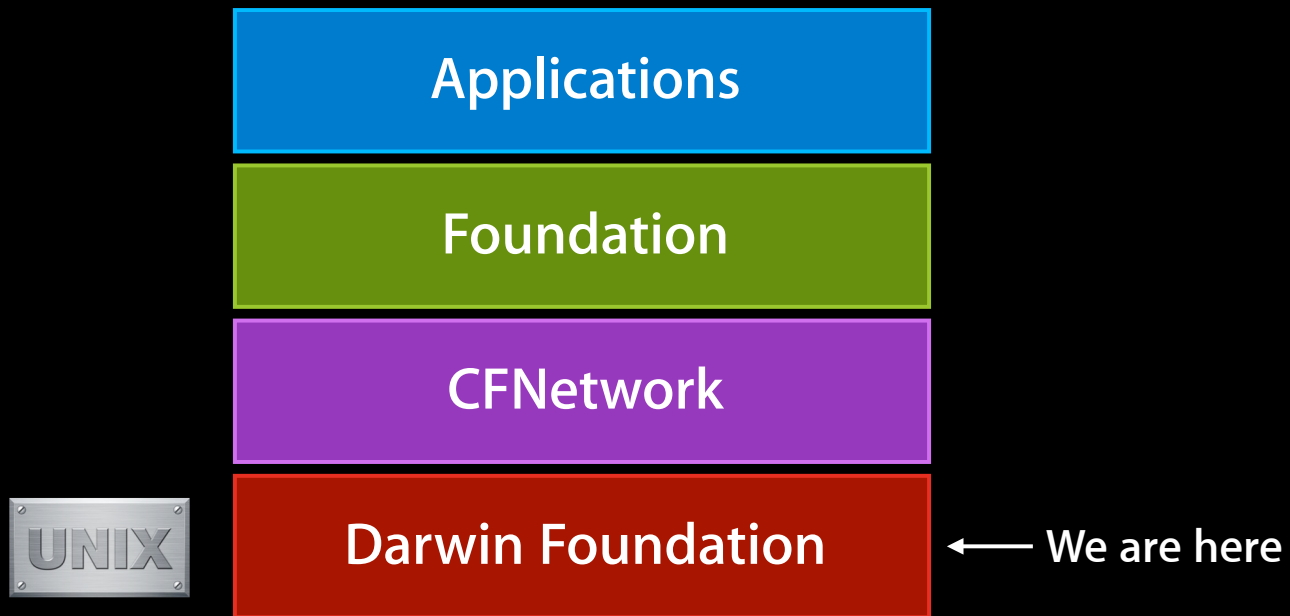 Applications
Foundation
CFNetwork
UNIX
Darwin Foundation
We are here